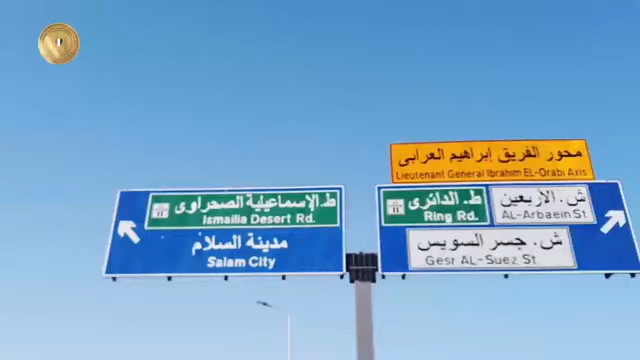 محور الفريق إبراهيم العرابى
Lieutenant General Ibrahim EL-Orabi Axis
ط. الإسماعيلية الصحراوى
Ismailia Desert Rd.
مدينة السلام
Salam City
ط. الدائرى
Ring Rd.
ش. الأربعين
AL-Arbaein St
ش. جسر السويس
Gesr AL-Suez St.